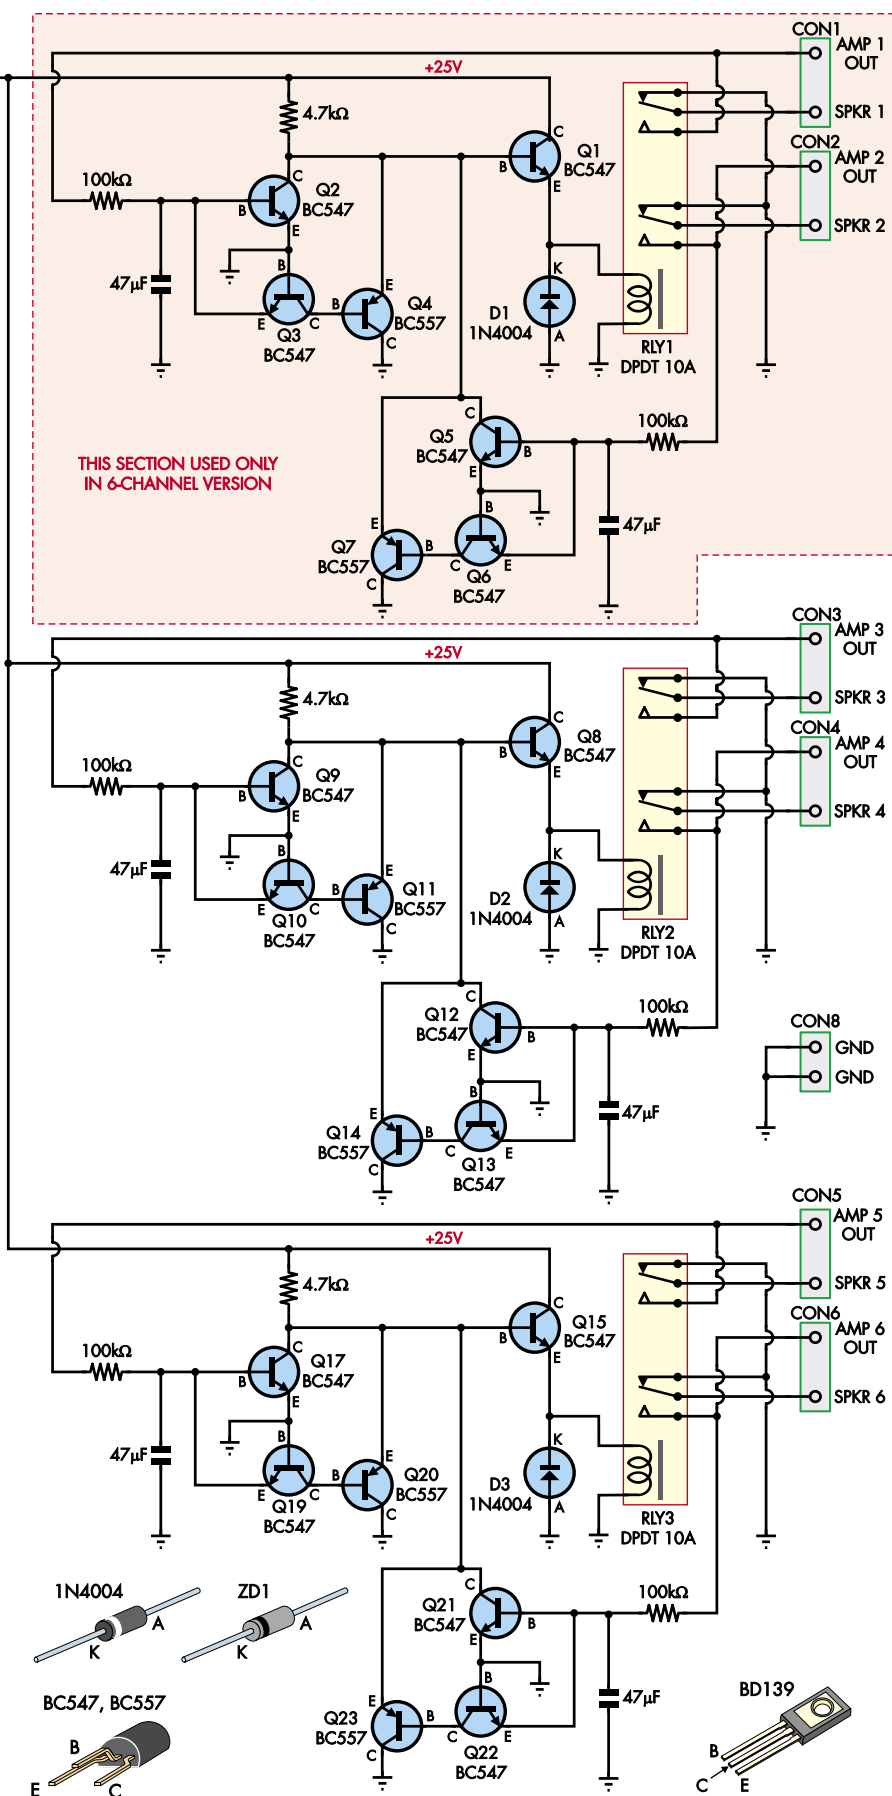 CON1
AMP 1
OUT
+25V
4.7kΩ
SPKR 1
C
Q1
BC547
B
E
CON2
AMP 2
OUT
100kΩ
C
Q2
BC547
B
E
SPKR 2
47µF
B
Q3
BC547
E
C
B
E
Q4
BC557
C
K
D1
1N4004
A
RLY1
DPDT 10A
THIS SECTION USED ONLY
IN 6-CHANNEL VERSION
C
Q5
BC547
B
E
100kΩ
47µF
B
Q6
BC547
C
E
E
Q7
BC557
B
C
CON3
AMP 3
OUT
+25V
4.7kΩ
SPKR 3
C
Q8
BC547
B
E
CON4
AMP 4
OUT
100kΩ
C
Q9
BC547
B
E
SPKR 4
47µF
B
Q10
BC547
E
C
B
E
Q11
BC557
C
K
D2
1N4004
A
RLY2
DPDT 10A
C
Q12
BC547
B
E
100kΩ
47µF
CON8
GND
GND
B
Q13
BC547
C
E
E
Q14
BC557
B
C
CON5
AMP 5
OUT
+25V
4.7kΩ
SPKR 5
C
Q15
BC547
B
E
CON6
AMP 6
OUT
100kΩ
C
Q17
BC547
B
E
SPKR 6
47µF
B
Q19
BC547
E
C
B
E
Q20
BC557
C
K
D3
1N4004
A
RLY3
DPDT 10A
1N4004
A
K
ZD1
A
K
C
Q21
BC547
B
E
100kΩ
47µF
B
Q22
BC547
C
E
E
Q23
BC557
B
C
BC547, BC557
B
E
C
BD139
B
C
E